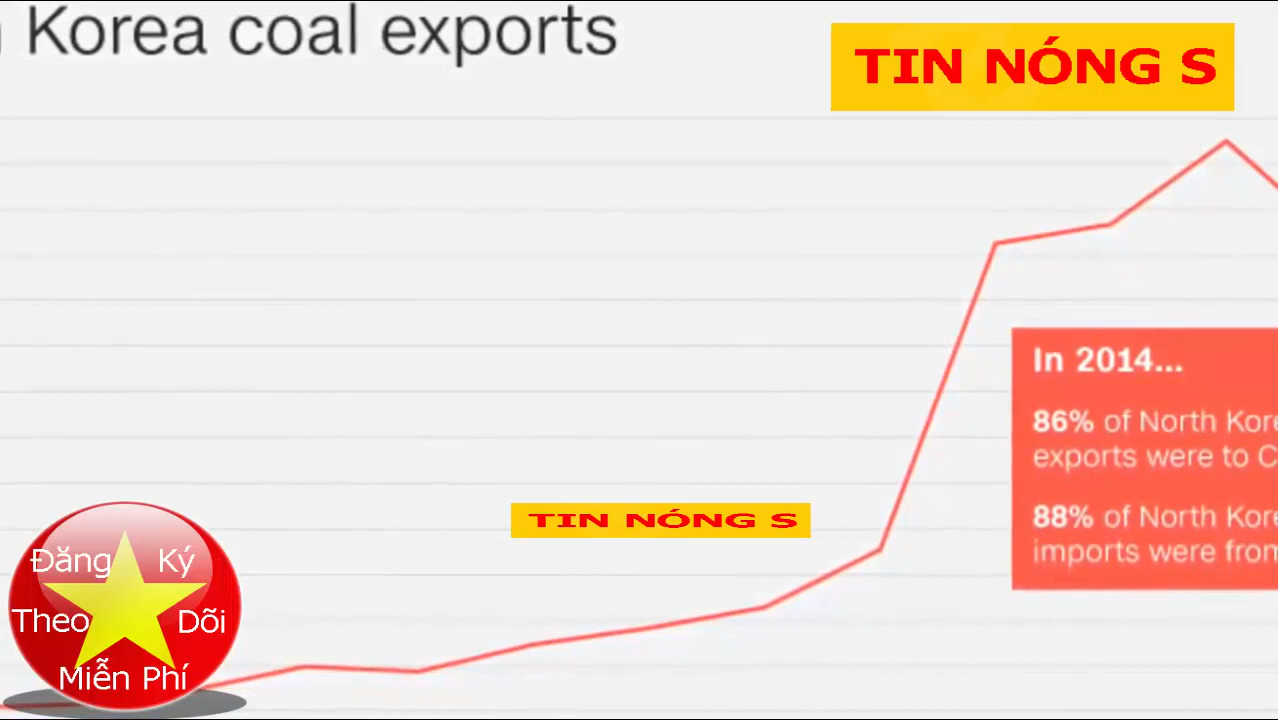 Korea coal exports
TIN NÓNG S
In 2014...
86% of North Kore
exports were to C
88% of North Kore
imports were from
TIN NÓNG S
Đăng Ký
Theo Dõi
Miễn Phí